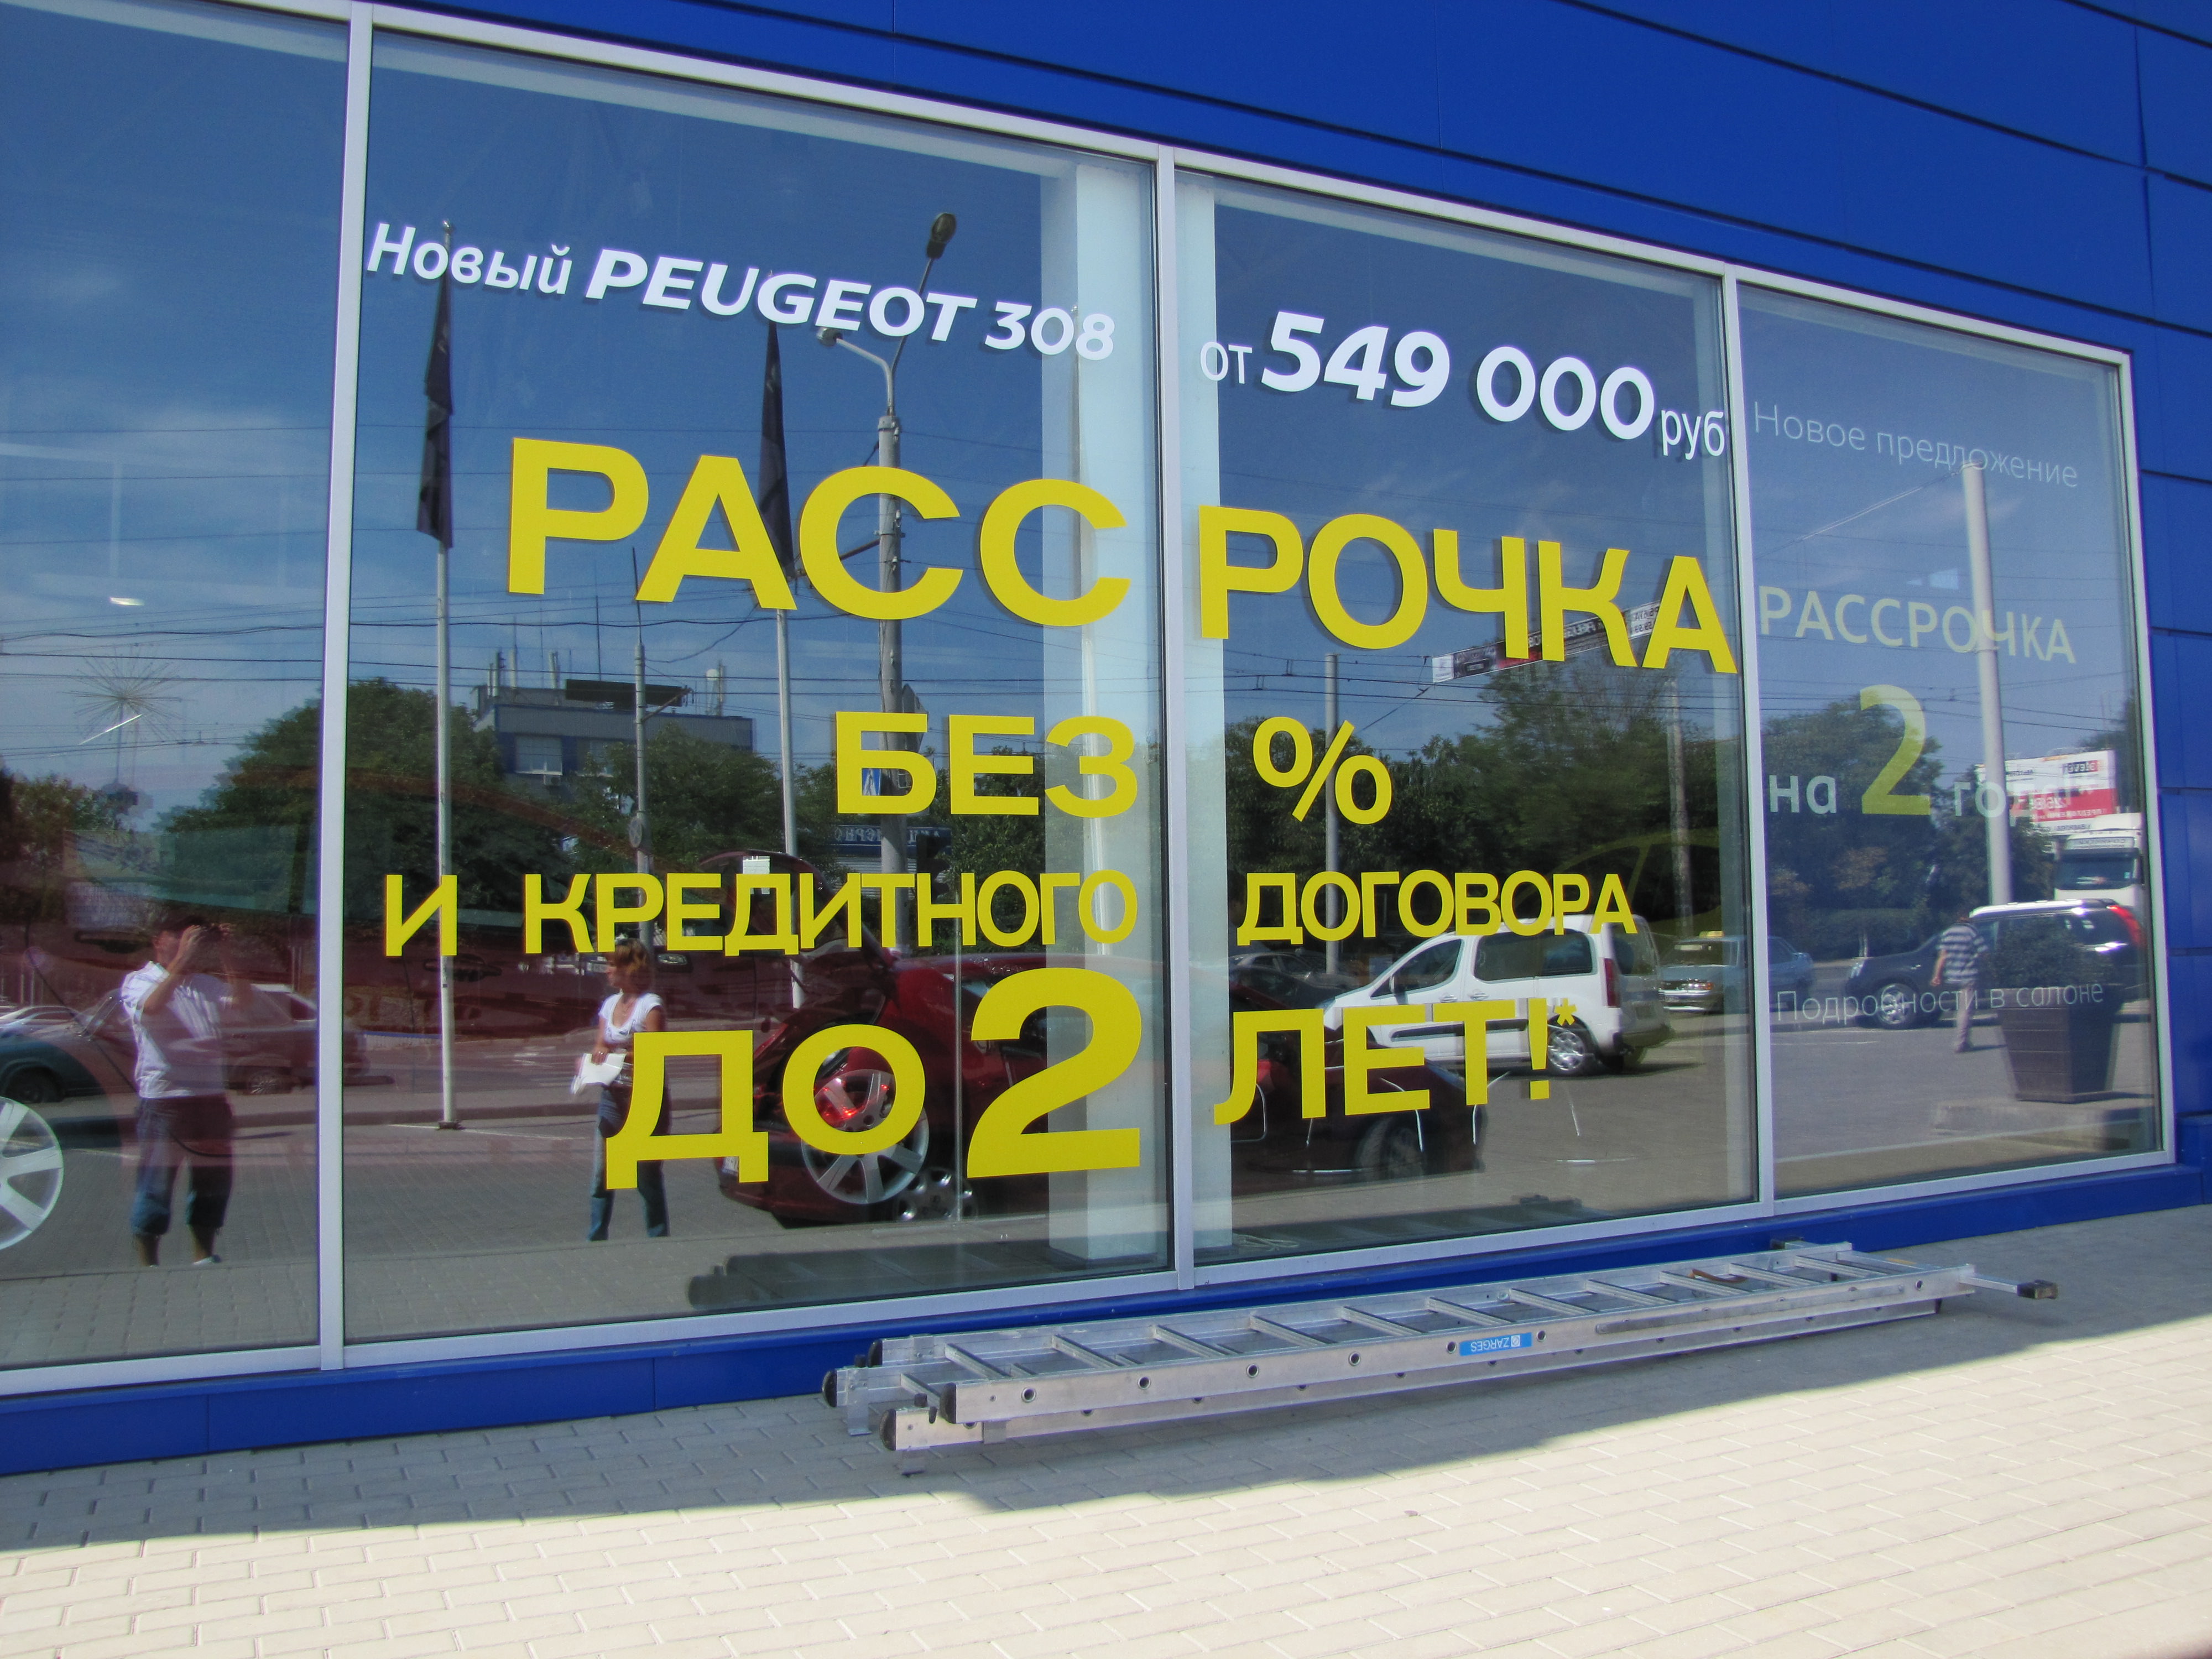 Новый PEUGEOT 308 от 549 000 руб
РАССРОЧКА
БЕЗ %
И КРЕДИТНОГО ДОГОВОРА
ДО 2 ЛЕТ!*
Новое предложение
РАССРОЧКА
на 2 года!*
Подробности в салоне
ZARGES